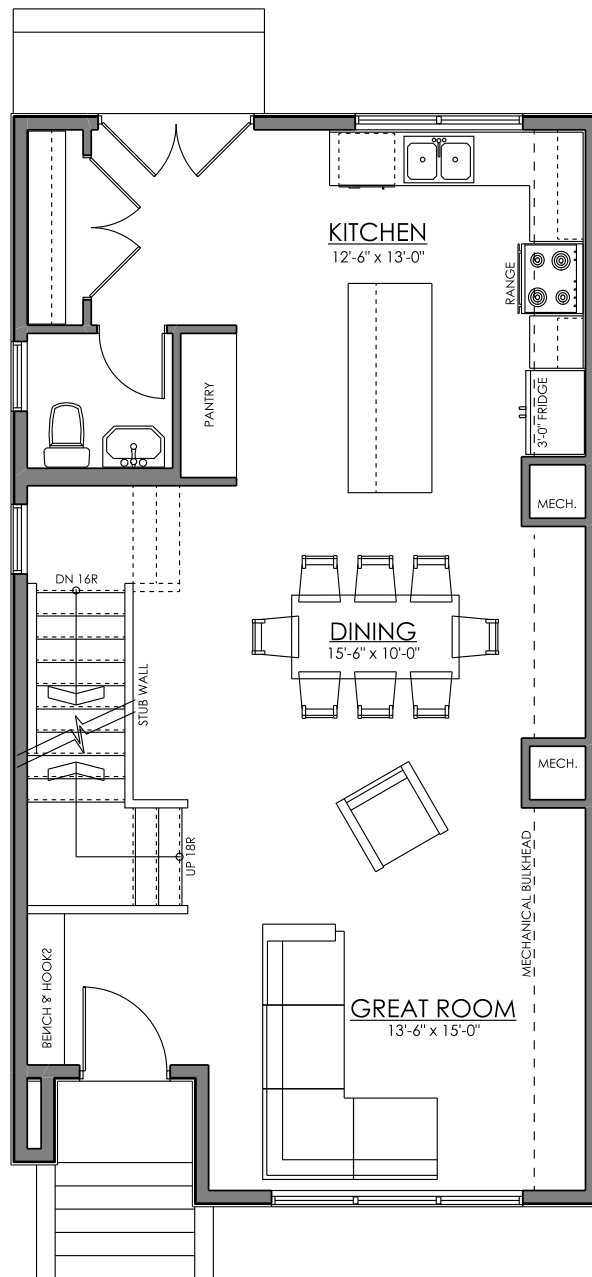 KITCHEN
12'-6" x 13'-0"
RANGE
PANTRY
3'-0" FRIDGE
MECH.
DN 16R
DINING
15'-6" x 10'-0"
STUB WALL
MECH.
UP 18R
MECHANICAL BULKHEAD
BENCH & HOOKS
GREAT ROOM
13'-6" x 15'-0"